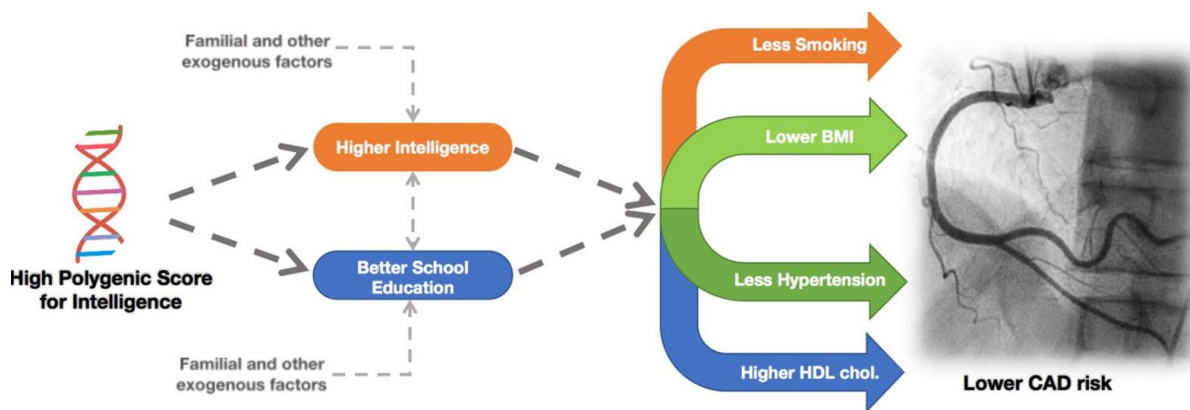 Familial and other
exogenous factors
Higher Intelligence
High Polygenic Score
for Intelligence
Better School
Education
Familial and other
exogenous factors
Less Smoking
Lower BMI
Less Hypertension
Higher HDL chol.
Lower CAD risk